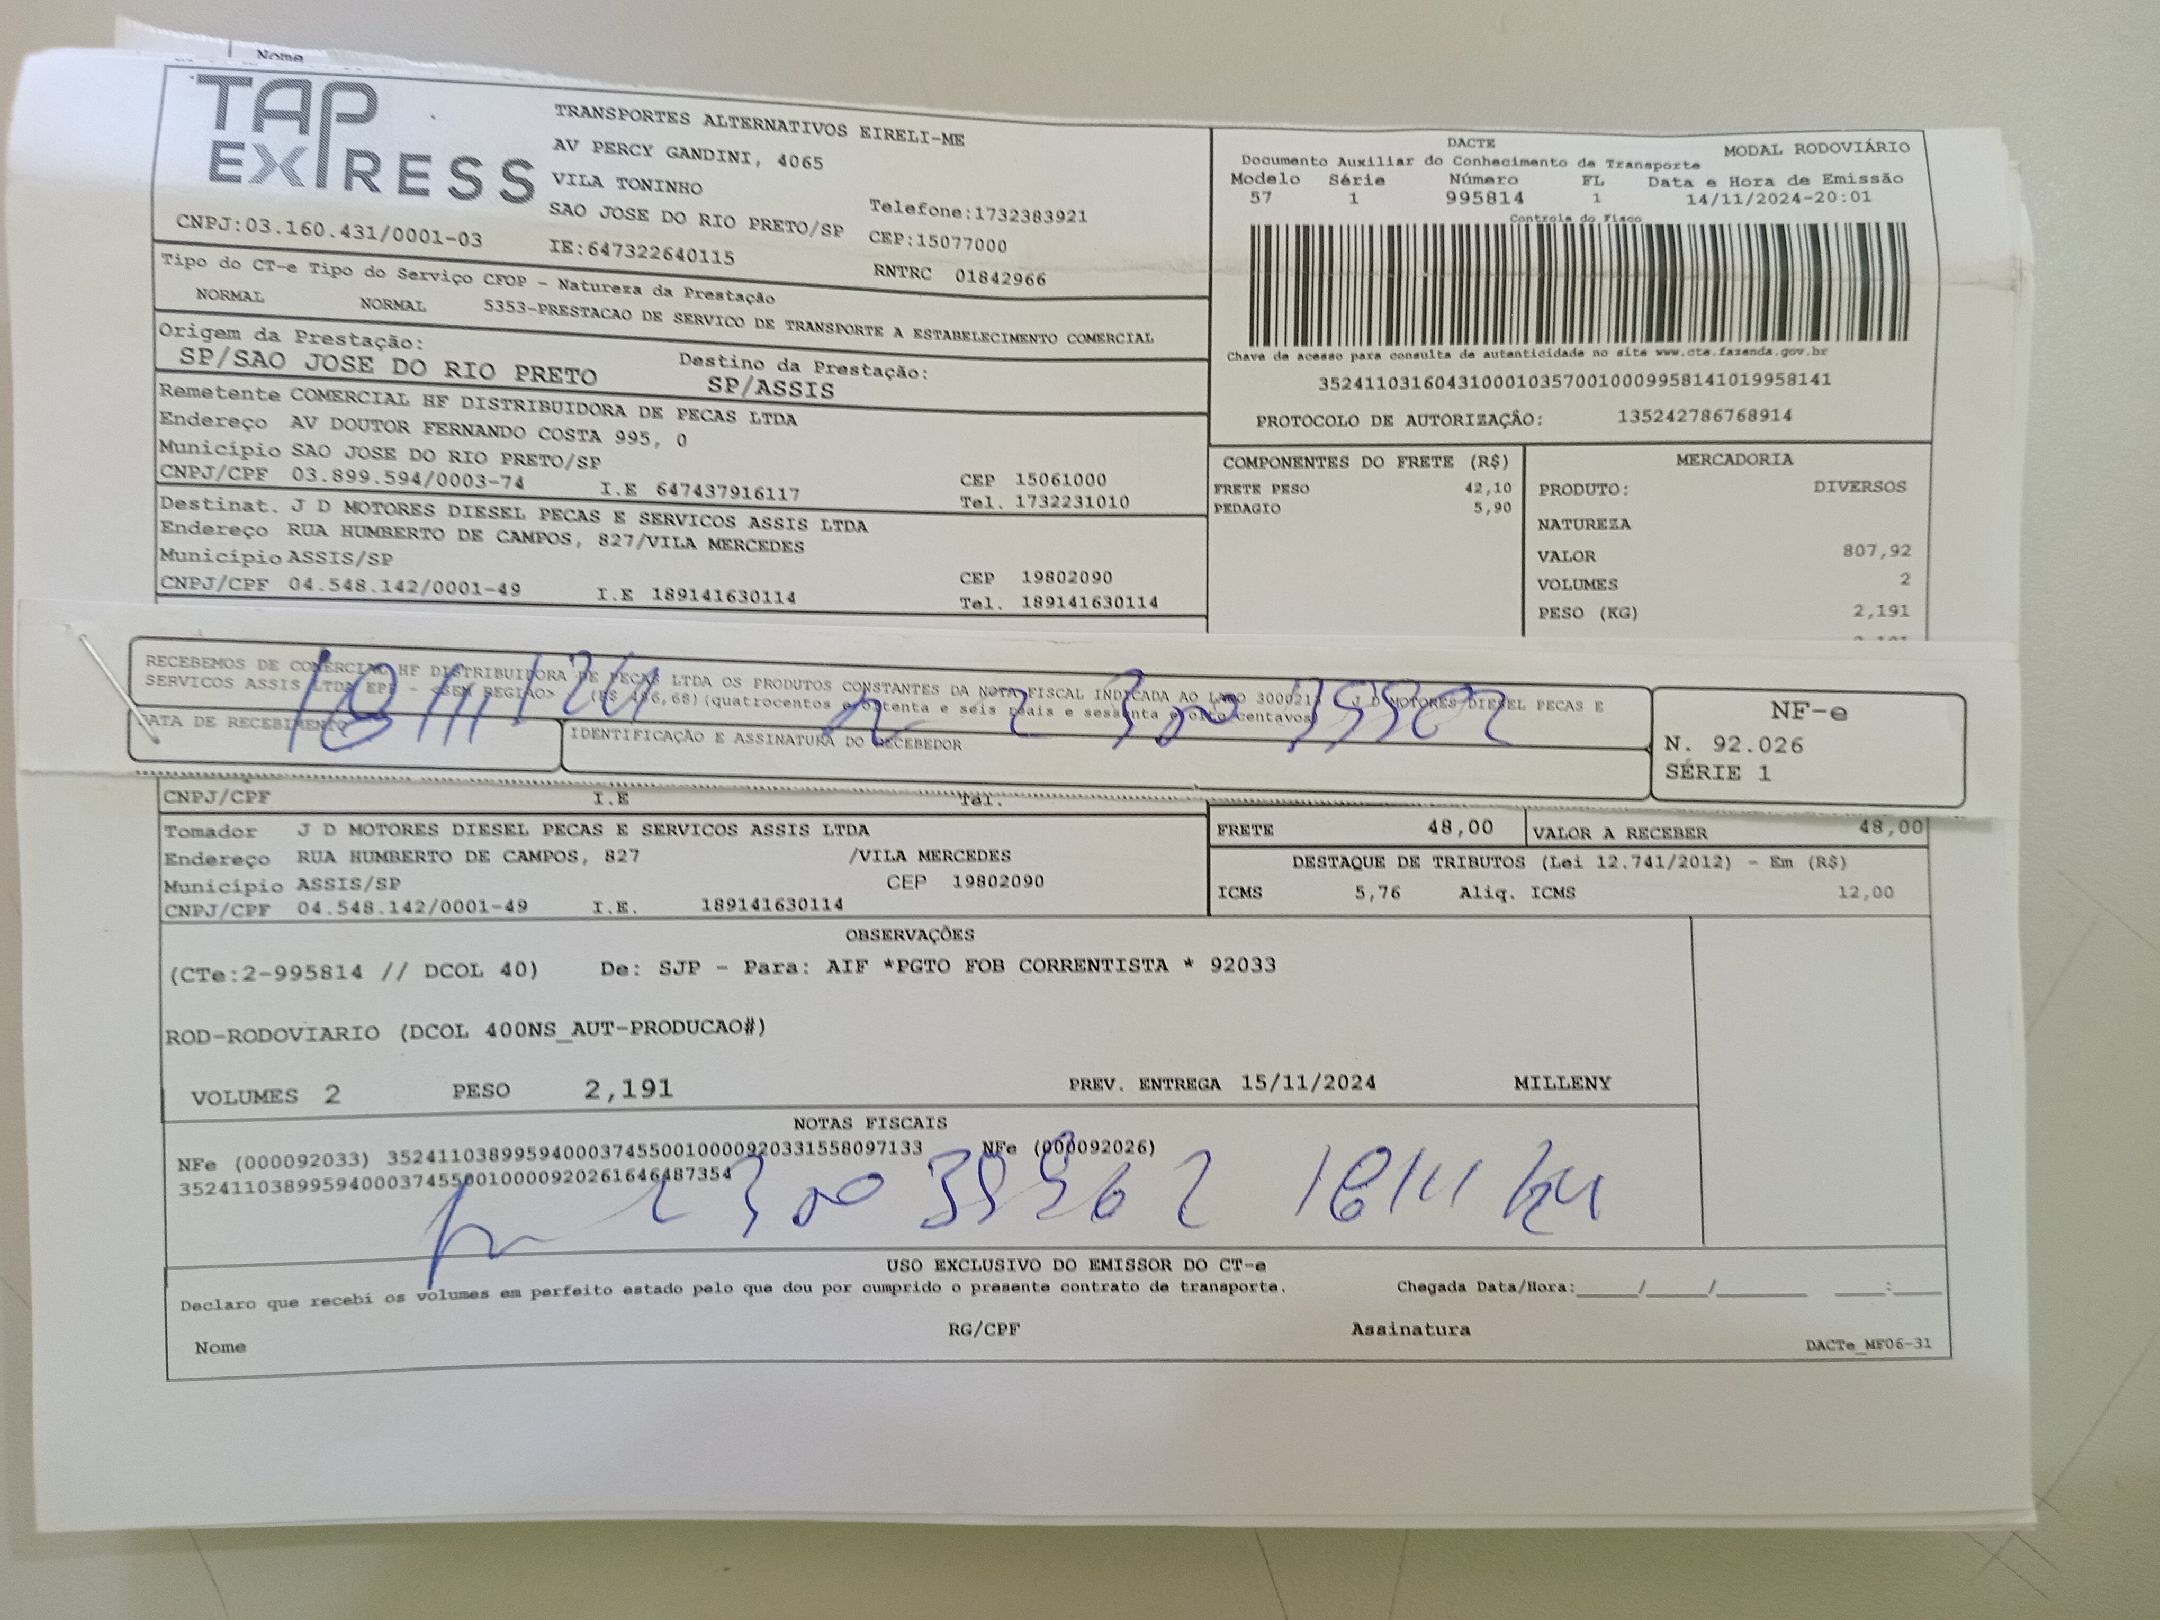 Nome
TAP EXPRESS
TRANSPORTES ALTERNATIVOS EIRELI-ME
AV PERCY GANDINI, 4065
VILA TONINHO
SAO JOSE DO RIO PRETO/SP
Telefone:1732383921
CEP:15077000
CNPJ:03.160.431/0001-03
IE:647322640115
RNTRC 01842966
Tipo do CT-e Tipo do Serviço CFOP - Natureza da Prestação
NORMAL NORMAL 5353-PRESTACAO DE SERVICO DE TRANSPORTE A ESTABELECIMENTO COMERCIAL
Origem da Prestação: Destino da Prestação:
SP/SAO JOSE DO RIO PRETO SP/ASSIS
Remetente COMERCIAL HF DISTRIBUIDORA DE PECAS LTDA
Endereço AV DOUTOR FERNANDO COSTA 995, 0
Município SAO JOSE DO RIO PRETO/SP CEP 15061000
CNPJ/CPF 03.899.594/0003-74 I.E 647437916117 Tel. 1732231010
Destinat. J D MOTORES DIESEL PECAS E SERVICOS ASSIS LTDA
Endereço RUA HUMBERTO DE CAMPOS, 827/VILA MERCEDES
Município ASSIS/SP CEP 19802090
CNPJ/CPF 04.548.142/0001-49 I.E 189141630114 Tel. 189141630114
DACTE MODAL RODOVIÁRIO
Documento Auxiliar do Conhecimento de Transporte
Modelo Série Número FL Data e Hora de Emissão
57 1 995814 1 14/11/2024-20:01
Controle do Fisco
Chave de acesso para consulta de autenticidade no site www.cte.fazenda.gov.br
35241103160431000103570010009958141019958141
PROTOCOLO DE AUTORIZAÇÃO: 135242786768914
COMPONENTES DO FRETE (R$)
FRETE PESO 42,10
PEDAGIO 5,90
MERCADORIA
PRODUTO: DIVERSOS
NATUREZA
VALOR 807,92
VOLUMES 2
PESO (KG) 2,191
RECEBEMOS DE COMERCIAL HF DISTRIBUIDORA DE PECAS LTDA OS PRODUTOS CONSTANTES DA NOTA FISCAL INDICADA AO LADO J D MOTORES DIESEL PECAS E
SERVICOS ASSIS LTDA EPP - <SEM REGIAO> (R$ 486,68)(quatrocentos e oitenta e seis reais e sessenta e oito centavos)
18/11/24
DATA DE RECEBIMENTO
IDENTIFICAÇÃO E ASSINATURA DO RECEBEDOR
NF-e
N. 92.026
SÉRIE 1
CNPJ/CPF I.E Tel.
Tomador J D MOTORES DIESEL PECAS E SERVICOS ASSIS LTDA
Endereço RUA HUMBERTO DE CAMPOS, 827 /VILA MERCEDES
Município ASSIS/SP CEP 19802090
CNPJ/CPF 04.548.142/0001-49 I.E. 189141630114
FRETE 48,00 VALOR A RECEBER 48,00
DESTAQUE DE TRIBUTOS (Lei 12.741/2012) - Em (R$)
ICMS 5,76 Aliq. ICMS 12,00
OBSERVAÇÕES
(CTe:2-995814 // DCOL 40) De: SJP - Para: AIF *PGTO FOB CORRENTISTA * 92033
ROD-RODOVIARIO (DCOL 400NS_AUT-PRODUCAO#)
VOLUMES 2 PESO 2,191 PREV. ENTREGA 15/11/2024 MILLENY
NOTAS FISCAIS
NFe (000092033) 35241103899594000374550010000920331558097133 NFe (000092026)
35241103899594000374550010000920261646487354
18/11/24
USO EXCLUSIVO DO EMISSOR DO CT-e
Declaro que recebi os volumes em perfeito estado pelo que dou por cumprido o presente contrato de transporte. Chegada Data/Hora:_____/_____/________ ____:____
Nome RG/CPF Assinatura
DACTe_MF06-31